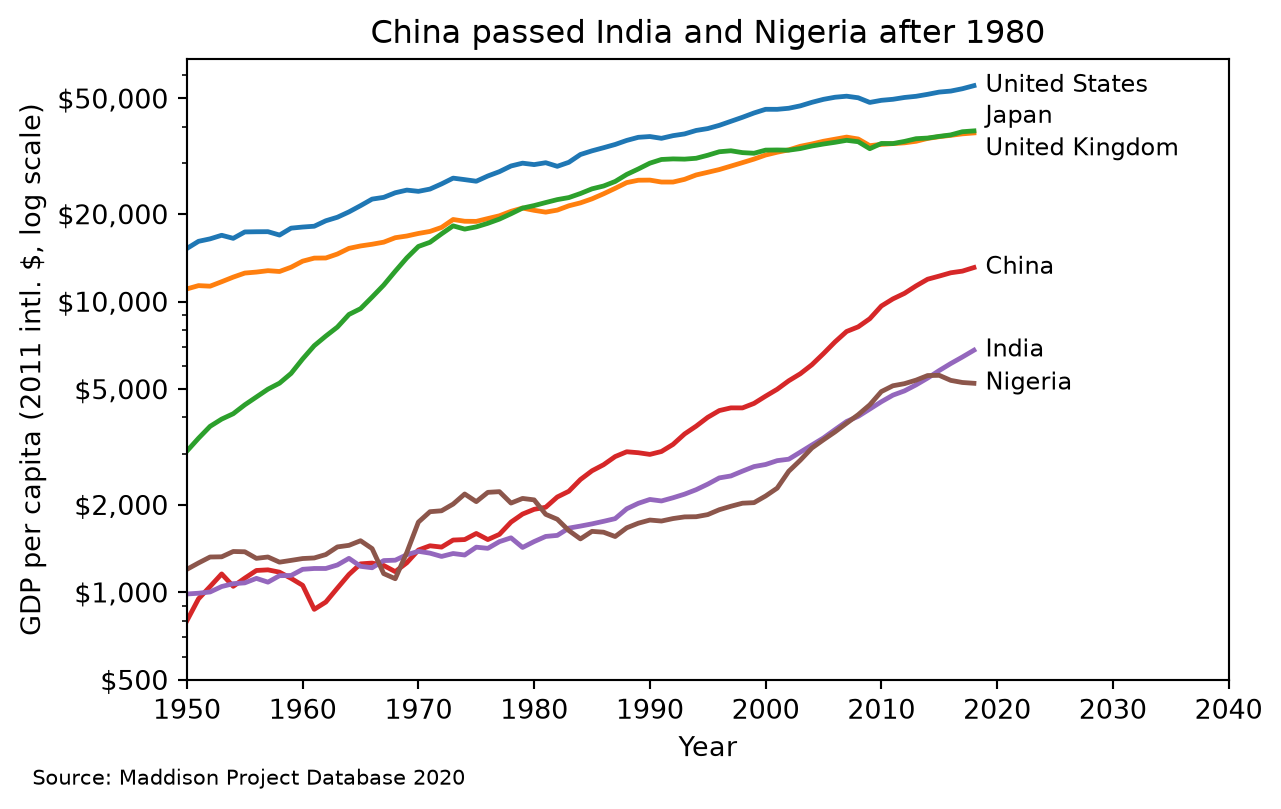 China passed India and Nigeria after 1980
GDP per capita (2011 intl. $, log scale)
$50,000
$20,000
$10,000
$5,000
$2,000
$1,000
$500
United States
Japan
United Kingdom
China
India
Nigeria
1950 1960 1970 1980 1990 2000 2010 2020 2030 2040
Year
Source: Maddison Project Database 2020